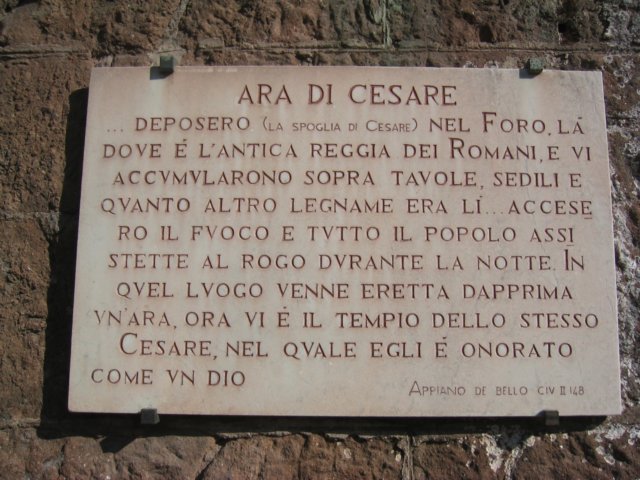 ARA DI CESARE
... DEPOSERO (LA SPOGLIA DI CESARE) NEL FORO, LÁ
DOVE É L'ANTICA REGGIA DEI ROMANI, E VI
ACCVMVLARONO SOPRA TAVOLE, SEDILI E
QVANTO ALTRO LEGNAME ERA LÍ... ACCESE
RO IL FVOCO E TVTTO IL POPOLO ASSI
STETTE AL ROGO DVRANTE LA NOTTE. IN
QVEL LVOGO VENNE ERETTA DAPPRIMA
VN'ARA, ORA VI É IL TEMPIO DELLO STESSO
CESARE, NEL QVALE EGLI É ONORATO
COME VN DIO
APPIANO DE BELLO CIV II 148